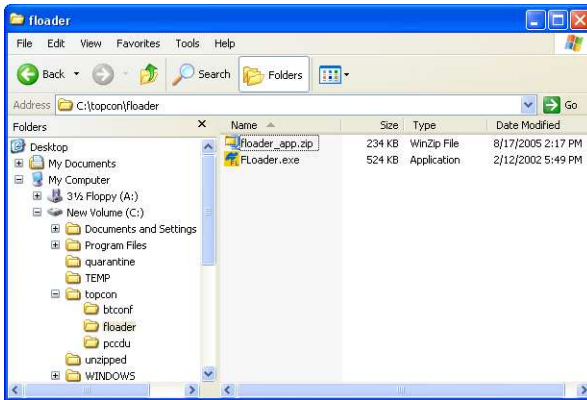 floader
File Edit View Favorites Tools Help
Back Search Folders
Address C:\topcon\floader Go
Folders x Name Size Type Date Modified
Desktop
My Documents
My Computer
3½ Floppy (A:)
New Volume (C:)
Documents and Settings
Program Files
quarantine
TEMP
topcon
btconf
floader
pccdu
unzipped
WINDOWS
floader_app.zip 234 KB WinZip File 8/17/2005 2:17 PM
FLoader.exe 524 KB Application 2/12/2002 5:49 PM